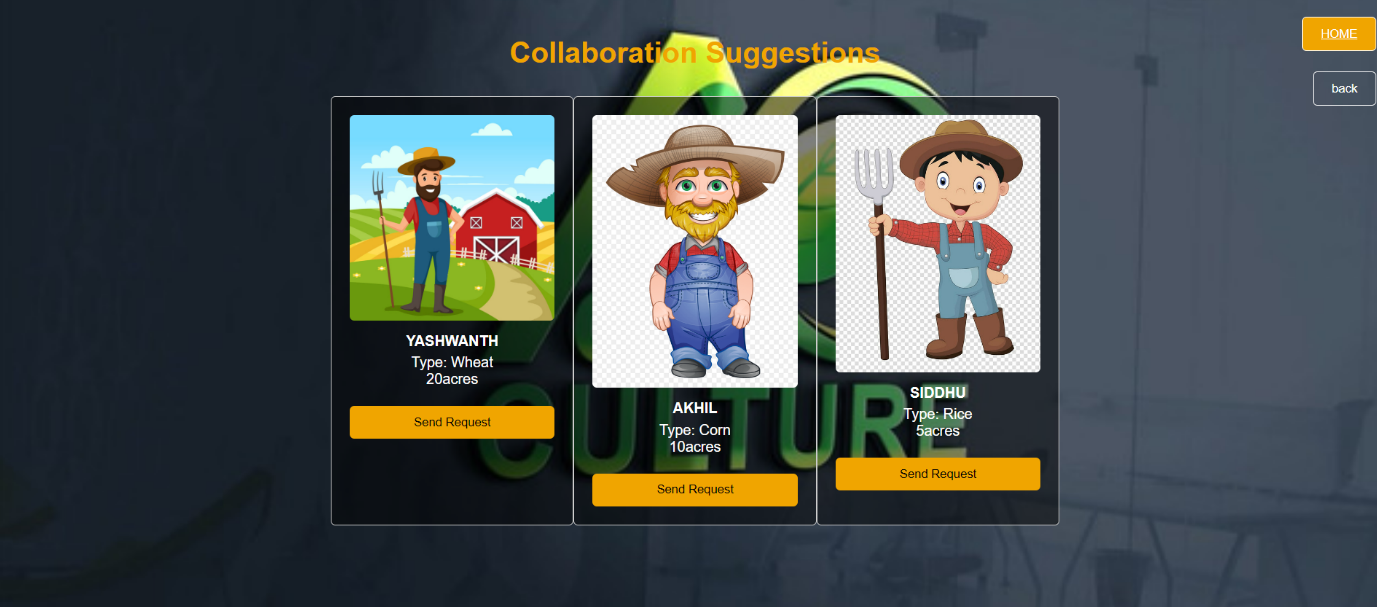 HOME
Collaboration Suggestions
back
YASHWANTH
Type: Wheat
20acres
Send Request
AKHIL
Type: Corn
10acres
Send Request
SIDDHU
Type: Rice
5acres
Send Request
CULTURE